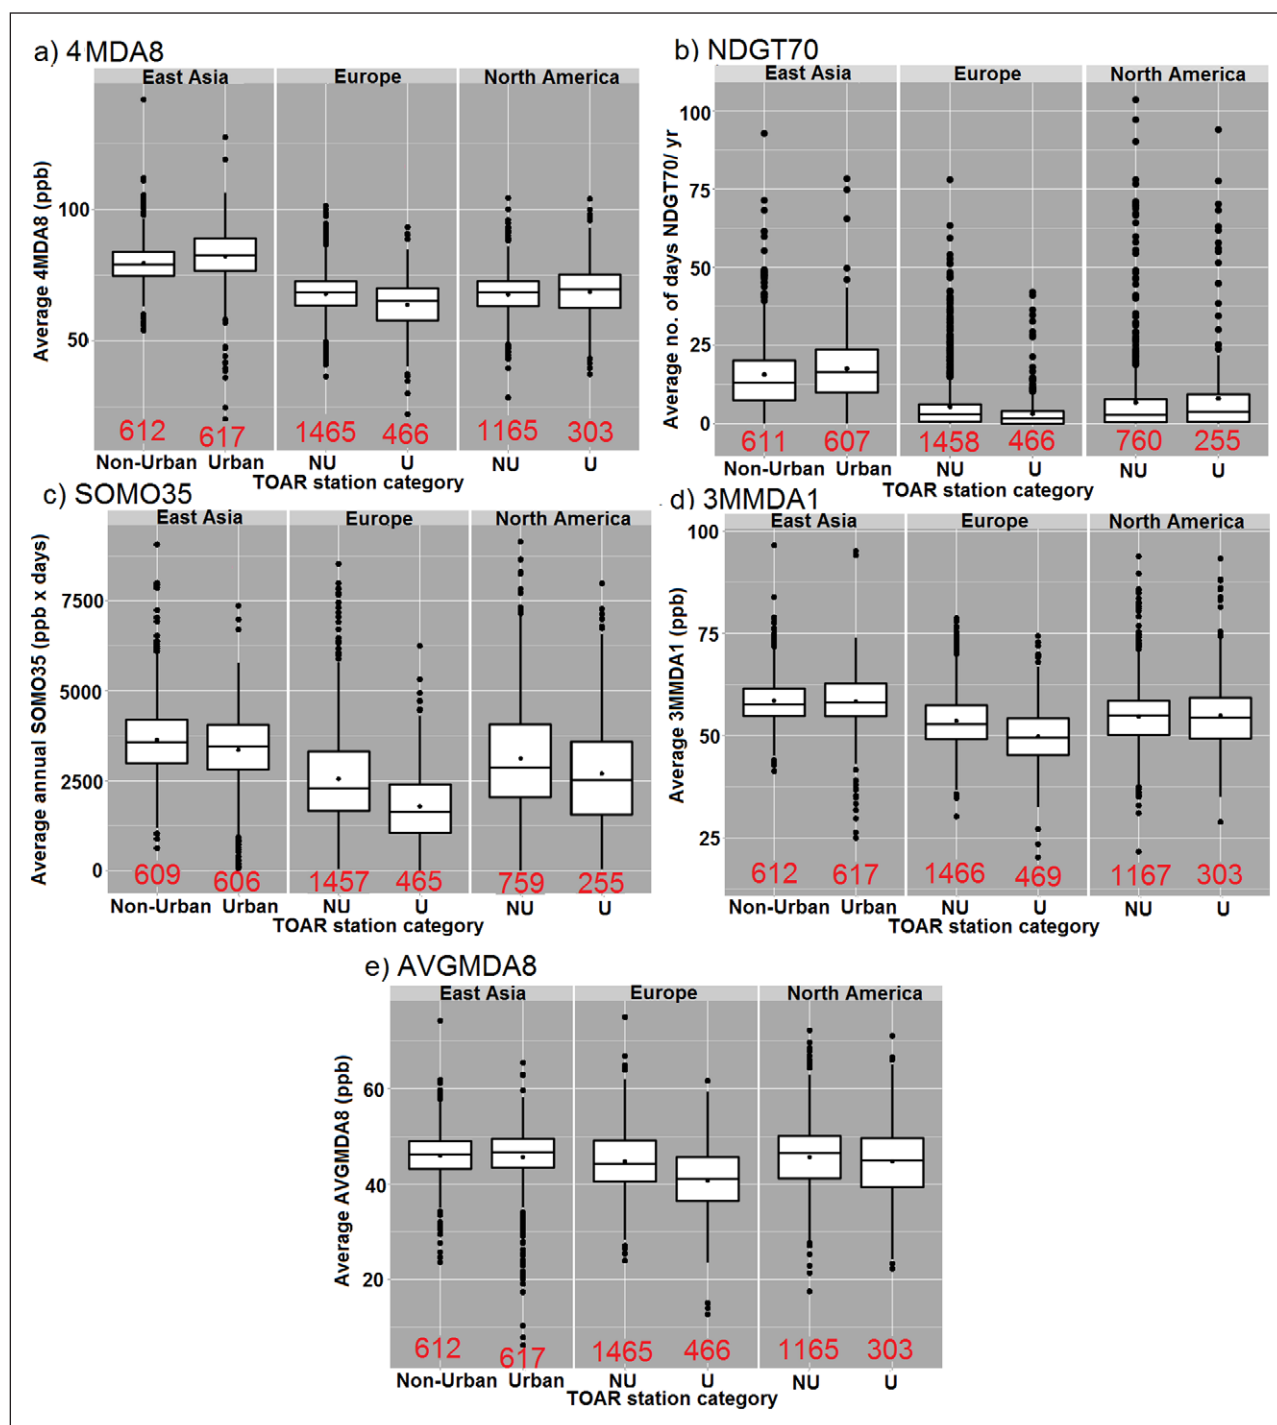 a) 4MDA8
East Asia Europe North America
Average 4MDA8 (ppb)
100
50
612 617 1465 466 1165 303
Non-Urban Urban NU U NU U
TOAR station category
b) NDGT70
East Asia Europe North America
Average no. of days NDGT70/ yr
100
75
50
25
0
611 607 1458 466 760 255
Non-Urban Urban NU U NU U
TOAR station category
c) SOMO35
East Asia Europe North America
Average annual SOMO35 (ppb x days)
7500
5000
2500
0
609 606 1457 465 759 255
Non-Urban Urban NU U NU U
TOAR station category
d) 3MMDA1
East Asia Europe North America
Average 3MMDA1 (ppb)
100
75
50
25
612 617 1466 469 1167 303
Non-Urban Urban NU U NU U
TOAR station category
e) AVGMDA8
East Asia Europe North America
Average AVGMDA8 (ppb)
60
40
20
612 617 1465 466 1165 303
Non-Urban Urban NU U NU U
TOAR station category